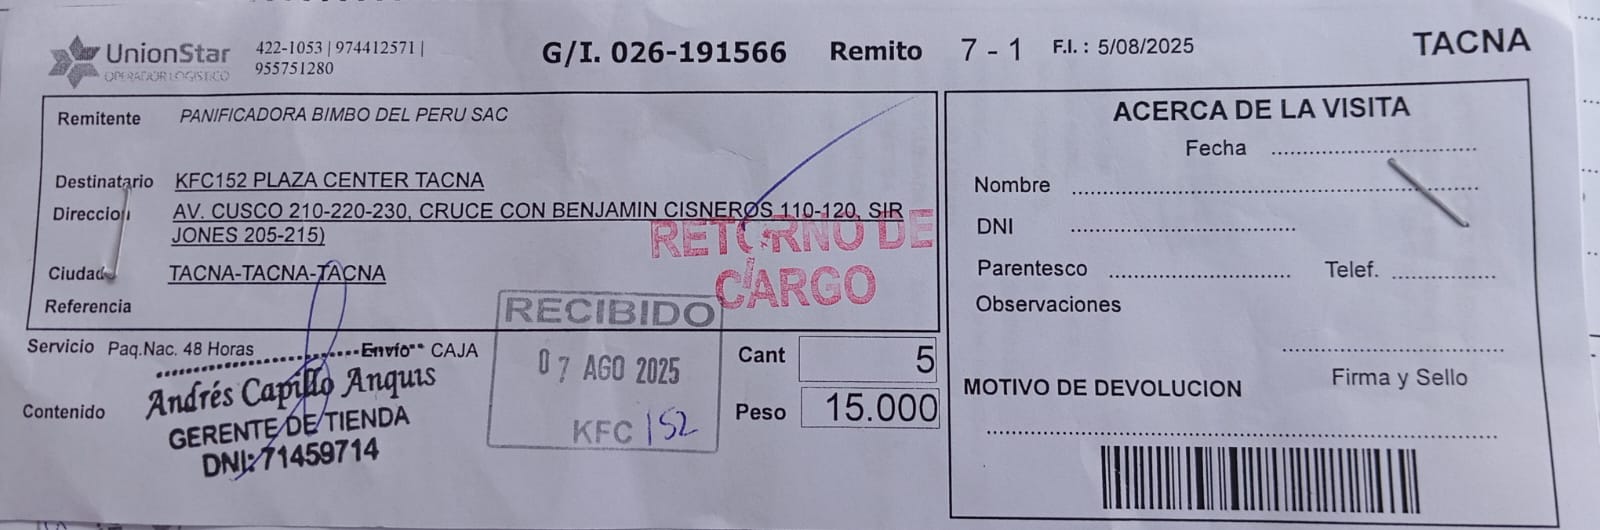 UnionStar
OPERADOR LOGISTICO
422-1053 | 974412571 |
955751280
G/I. 026-191566 Remito 7 - 1 F.I. : 5/08/2025 TACNA
Remitente PANIFICADORA BIMBO DEL PERU SAC
Destinatario KFC152 PLAZA CENTER TACNA
Direccion AV. CUSCO 210-220-230, CRUCE CON BENJAMIN CISNEROS 110-120, SIR
JONES 205-215)
Ciudad TACNA-TACNA-TACNA
Referencia
RETORNO DE
CARGO
Servicio Paq.Nac. 48 Horas Envío CAJA
Contenido
Andrés Capillo Anquis
GERENTE DE TIENDA
DNI: 71459714
RECIBIDO
07 AGO 2025
KFC 152
Cant 5
Peso 15.000
ACERCA DE LA VISITA
Fecha
Nombre
DNI
Parentesco Telef.
Observaciones
Firma y Sello
MOTIVO DE DEVOLUCION